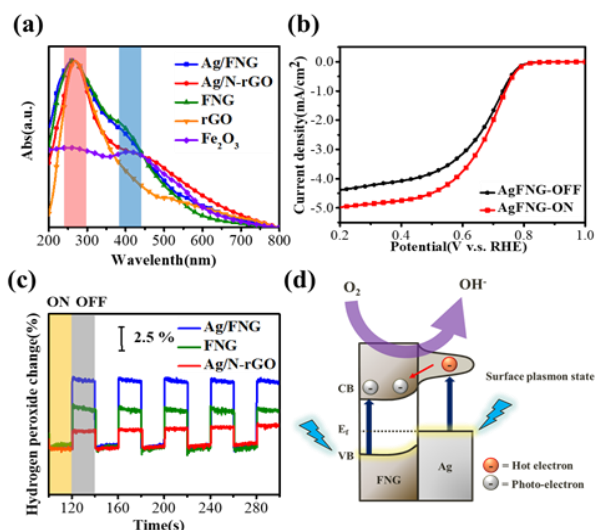 (a)
Abs(a.u.)
Ag/FNG
Ag/N-rGO
FNG
rGO
Fe2O3
200 300 400 500 600 700 800
Wavelenth(nm)
(b)
Current density(mA/cm2)
0.0
-1.0
-2.0
-3.0
-4.0
-5.0
AgFNG-OFF
AgFNG-ON
0.2 0.4 0.6 0.8 1.0
Potential(V v.s. RHE)
(c)
Hydrogen peroxide change(%)
ON OFF
2.5 %
Ag/FNG
FNG
Ag/N-rGO
100 120 160 200 240 280
Time(s)
(d)
O2
OH-
CB
Ef
VB
FNG
Ag
Surface plasmon state
= Hot electron
= Photo-electron